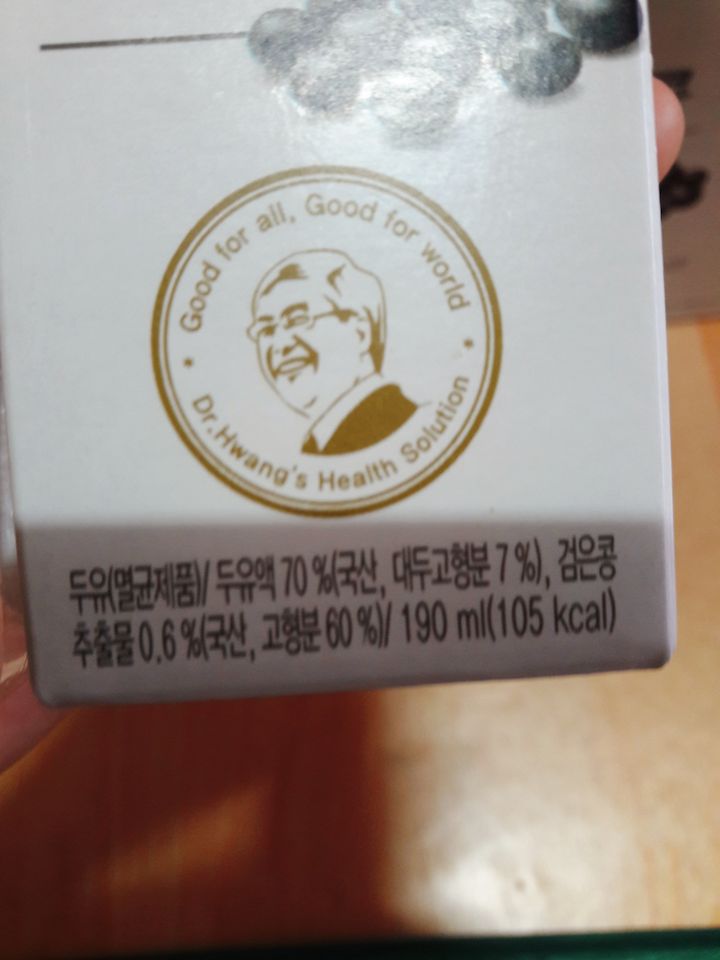 Good for all, Good for world
Dr.Hwang's Health Solution
두유(멸균제품)/ 두유액 70 %(국산, 대두고형분 7 %), 검은콩
추출물 0.6 %(국산, 고형분 60 %)/ 190 ml(105 kcal)